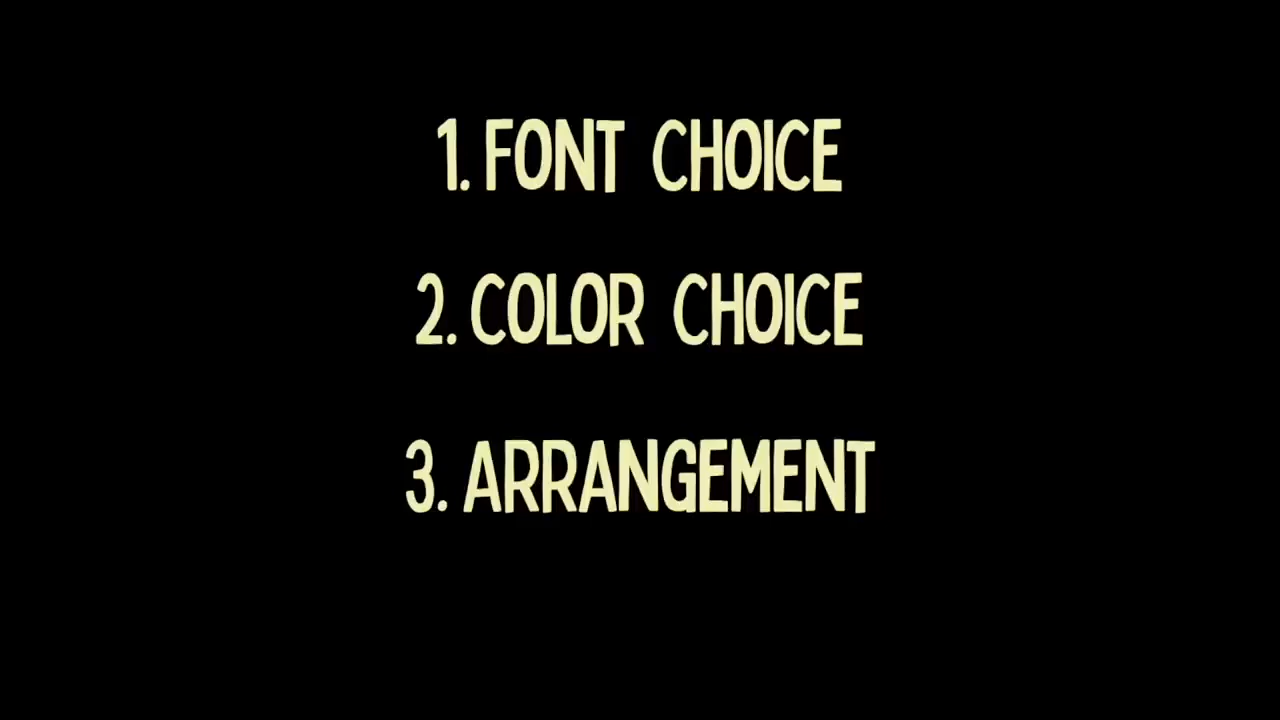 1. FONT CHOICE
2. COLOR CHOICE
3. ARRANGEMENT